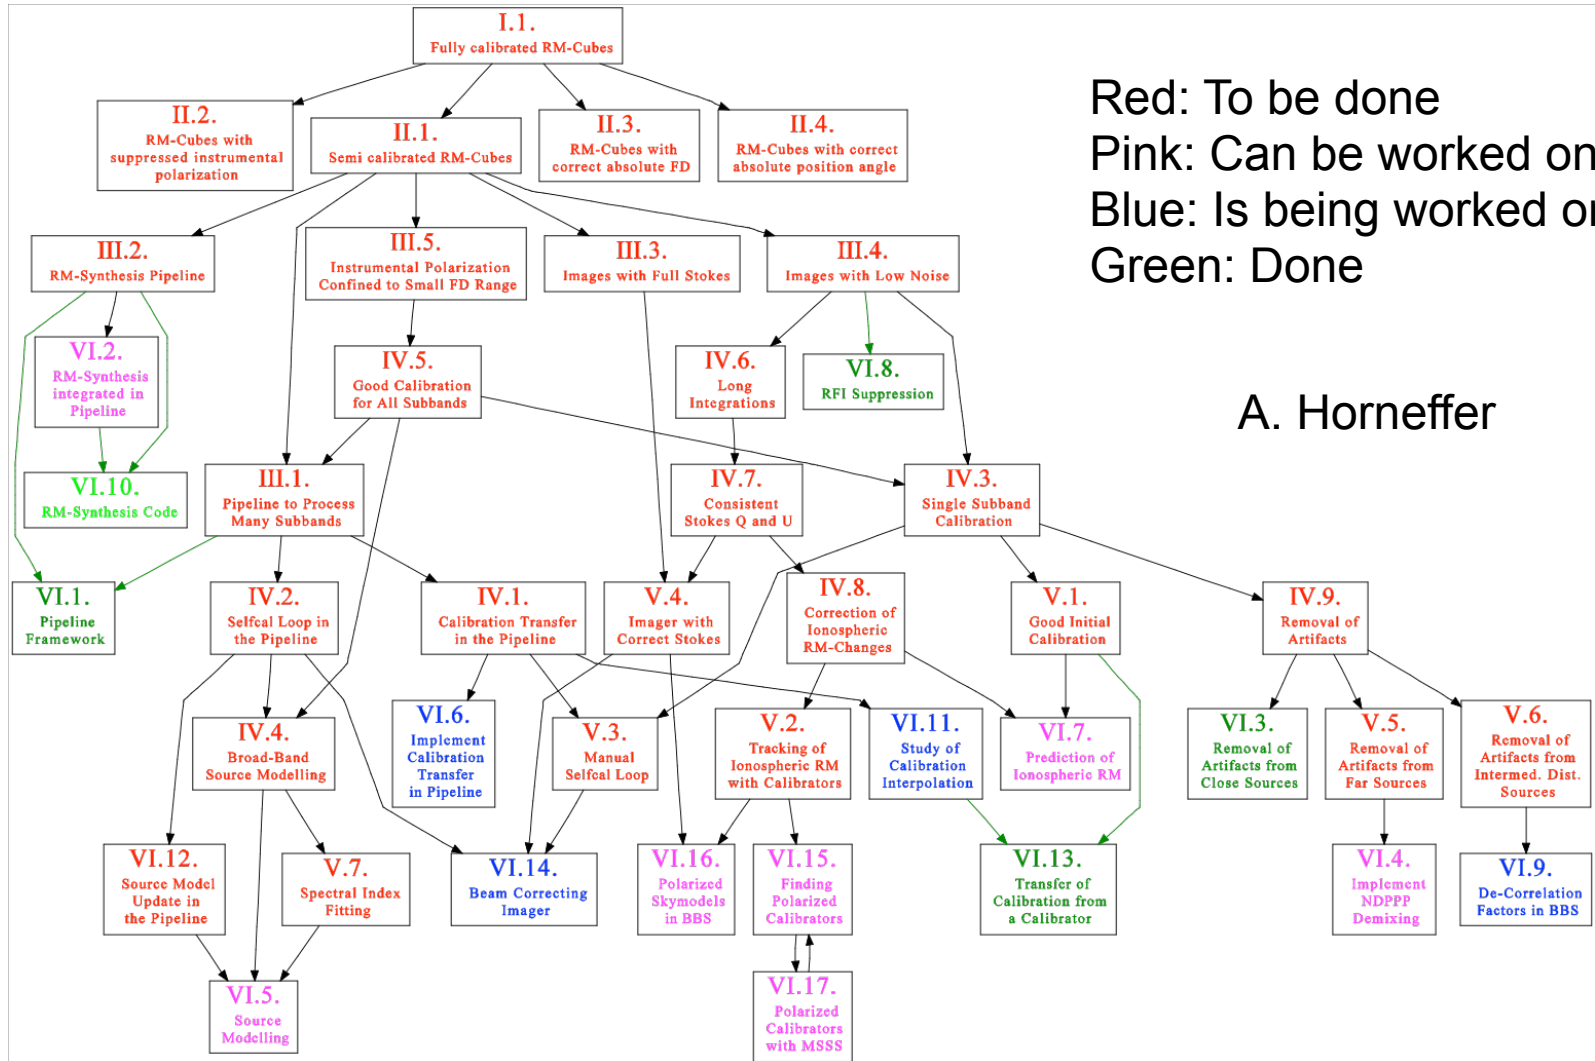 I.1.
Fully calibrated RM-Cubes
II.2.
RM-Cubes with
suppressed instrumental
polarization
II.1.
Semi calibrated RM-Cubes
II.3.
RM-Cubes with
correct absolute FD
II.4.
RM-Cubes with correct
absolute position angle
Red: To be done
Pink: Can be worked on
Blue: Is being worked on
Green: Done
III.2.
RM-Synthesis Pipeline
III.5.
Instrumental Polarization
Confined to Small FD Range
III.3.
Images with Full Stokes
III.4.
Images with Low Noise
VI.2.
RM-Synthesis
integrated in
Pipeline
IV.5.
Good Calibration
for All Subbands
IV.6.
Long
Integrations
VI.8.
RFI Suppression
A. Horneffer
VI.10.
RM-Synthesis Code
III.1.
Pipeline to Process
Many Subbands
IV.7.
Consistent
Stokes Q and U
IV.3.
Single Subband
Calibration
VI.1.
Pipeline
Framework
IV.2.
Selfcal Loop in
the Pipeline
IV.1.
Calibration Transfer
in the Pipeline
V.4.
Imager with
Correct Stokes
IV.8.
Correction of
Ionospheric
RM-Changes
V.1.
Good Initial
Calibration
IV.9.
Removal of
Artifacts
IV.4.
Broad-Band
Source Modelling
VI.6.
Implement
Calibration
Transfer
in Pipeline
V.3.
Manual
Selfcal Loop
V.2.
Tracking of
Ionospheric RM
with Calibrators
VI.11.
Study of
Calibration
Interpolation
VI.7.
Prediction of
Ionospheric RM
VI.3.
Removal of
Artifacts from
Close Sources
V.5.
Removal of
Artifacts from
Far Sources
V.6.
Removal of
Artifacts from
Intermed. Dist.
Sources
VI.12.
Source Model
Update in
the Pipeline
V.7.
Spectral Index
Fitting
VI.14.
Beam Correcting
Imager
VI.16.
Polarized
Skymodels
in BBS
VI.15.
Finding
Polarized
Calibrators
VI.13.
Transfer of
Calibration from
a Calibrator
VI.4.
Implement
NDPPP
Demixing
VI.9.
De-Correlation
Factors in BBS
VI.5.
Source
Modelling
VI.17.
Polarized
Calibrators
with MSSS